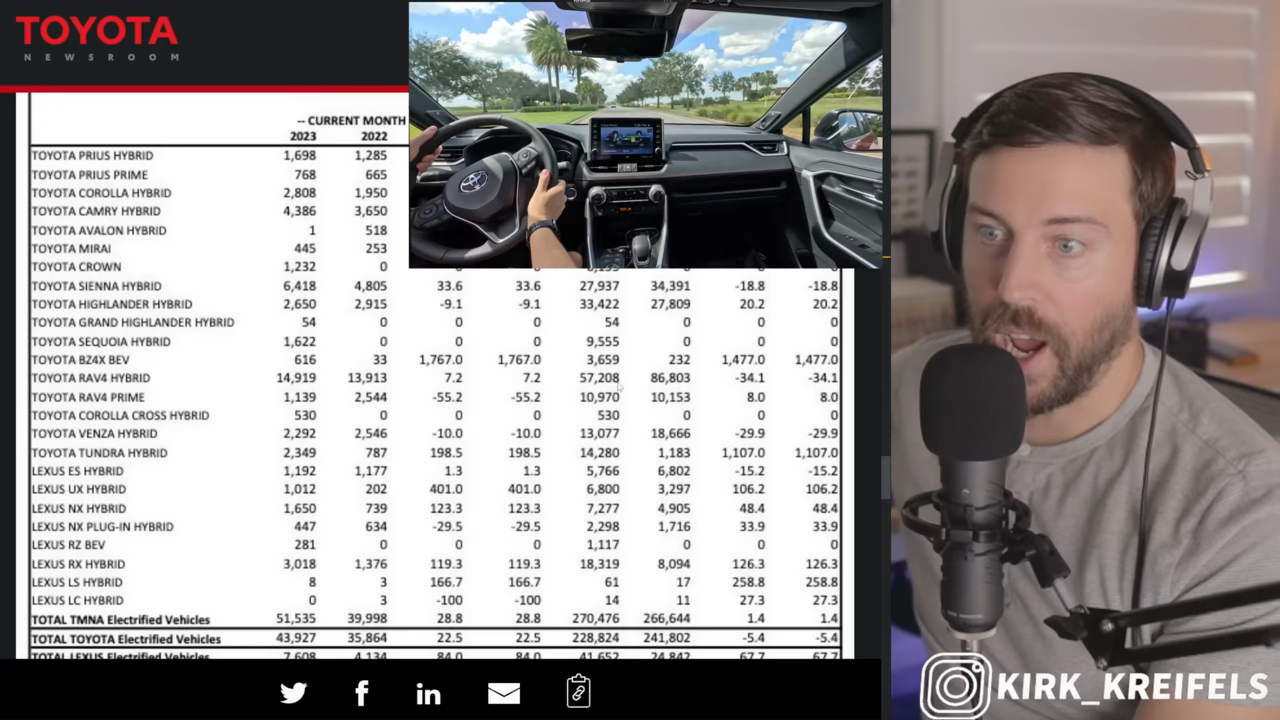 TOYOTA
NEWSROOM
-- CURRENT MONTH
2023 2022
TOYOTA PRIUS HYBRID 1,698 1,285
TOYOTA PRIUS PRIME 768 665
TOYOTA COROLLA HYBRID 2,808 1,950
TOYOTA CAMRY HYBRID 4,386 3,650
TOYOTA AVALON HYBRID 1 518
TOYOTA MIRAI 445 253
TOYOTA CROWN 1,232 0
TOYOTA SIENNA HYBRID 6,418 4,805 33.6 33.6 27,937 34,391 -18.8 -18.8
TOYOTA HIGHLANDER HYBRID 2,650 2,915 -9.1 -9.1 33,422 27,809 20.2 20.2
TOYOTA GRAND HIGHLANDER HYBRID 54 0 0 0 54 0 0 0
TOYOTA SEQUOIA HYBRID 1,622 0 0 0 9,555 0 0 0
TOYOTA BZ4X BEV 616 33 1,767.0 1,767.0 3,659 232 1,477.0 1,477.0
TOYOTA RAV4 HYBRID 14,919 13,913 7.2 7.2 57,208 86,803 -34.1 -34.1
TOYOTA RAV4 PRIME 1,139 2,544 -55.2 -55.2 10,970 10,153 8.0 8.0
TOYOTA COROLLA CROSS HYBRID 530 0 0 0 530 0 0 0
TOYOTA VENZA HYBRID 2,292 2,546 -10.0 -10.0 13,077 18,666 -29.9 -29.9
TOYOTA TUNDRA HYBRID 2,349 787 198.5 198.5 14,280 1,183 1,107.0 1,107.0
LEXUS ES HYBRID 1,192 1,177 1.3 1.3 5,766 6,802 -15.2 -15.2
LEXUS UX HYBRID 1,012 202 401.0 401.0 6,800 3,297 106.2 106.2
LEXUS NX HYBRID 1,650 739 123.3 123.3 7,277 4,905 48.4 48.4
LEXUS NX PLUG-IN HYBRID 447 634 -29.5 -29.5 2,298 1,716 33.9 33.9
LEXUS RZ BEV 281 0 0 0 1,117 0 0 0
LEXUS RX HYBRID 3,018 1,376 119.3 119.3 18,319 8,094 126.3 126.3
LEXUS LS HYBRID 8 3 166.7 166.7 61 17 258.8 258.8
LEXUS LC HYBRID 0 3 -100 -100 14 11 27.3 27.3
TOTAL TMNA Electrified Vehicles 51,535 39,998 28.8 28.8 270,476 266,644 1.4 1.4
TOTAL TOYOTA Electrified Vehicles 43,927 35,864 22.5 22.5 228,824 241,802 -5.4 -5.4
TOTAL LEXUS Electrified Vehicles 7,608 4,134 84.0 84.0 41,652 24,842 67.7 67.7
KIRK_KREIFELS